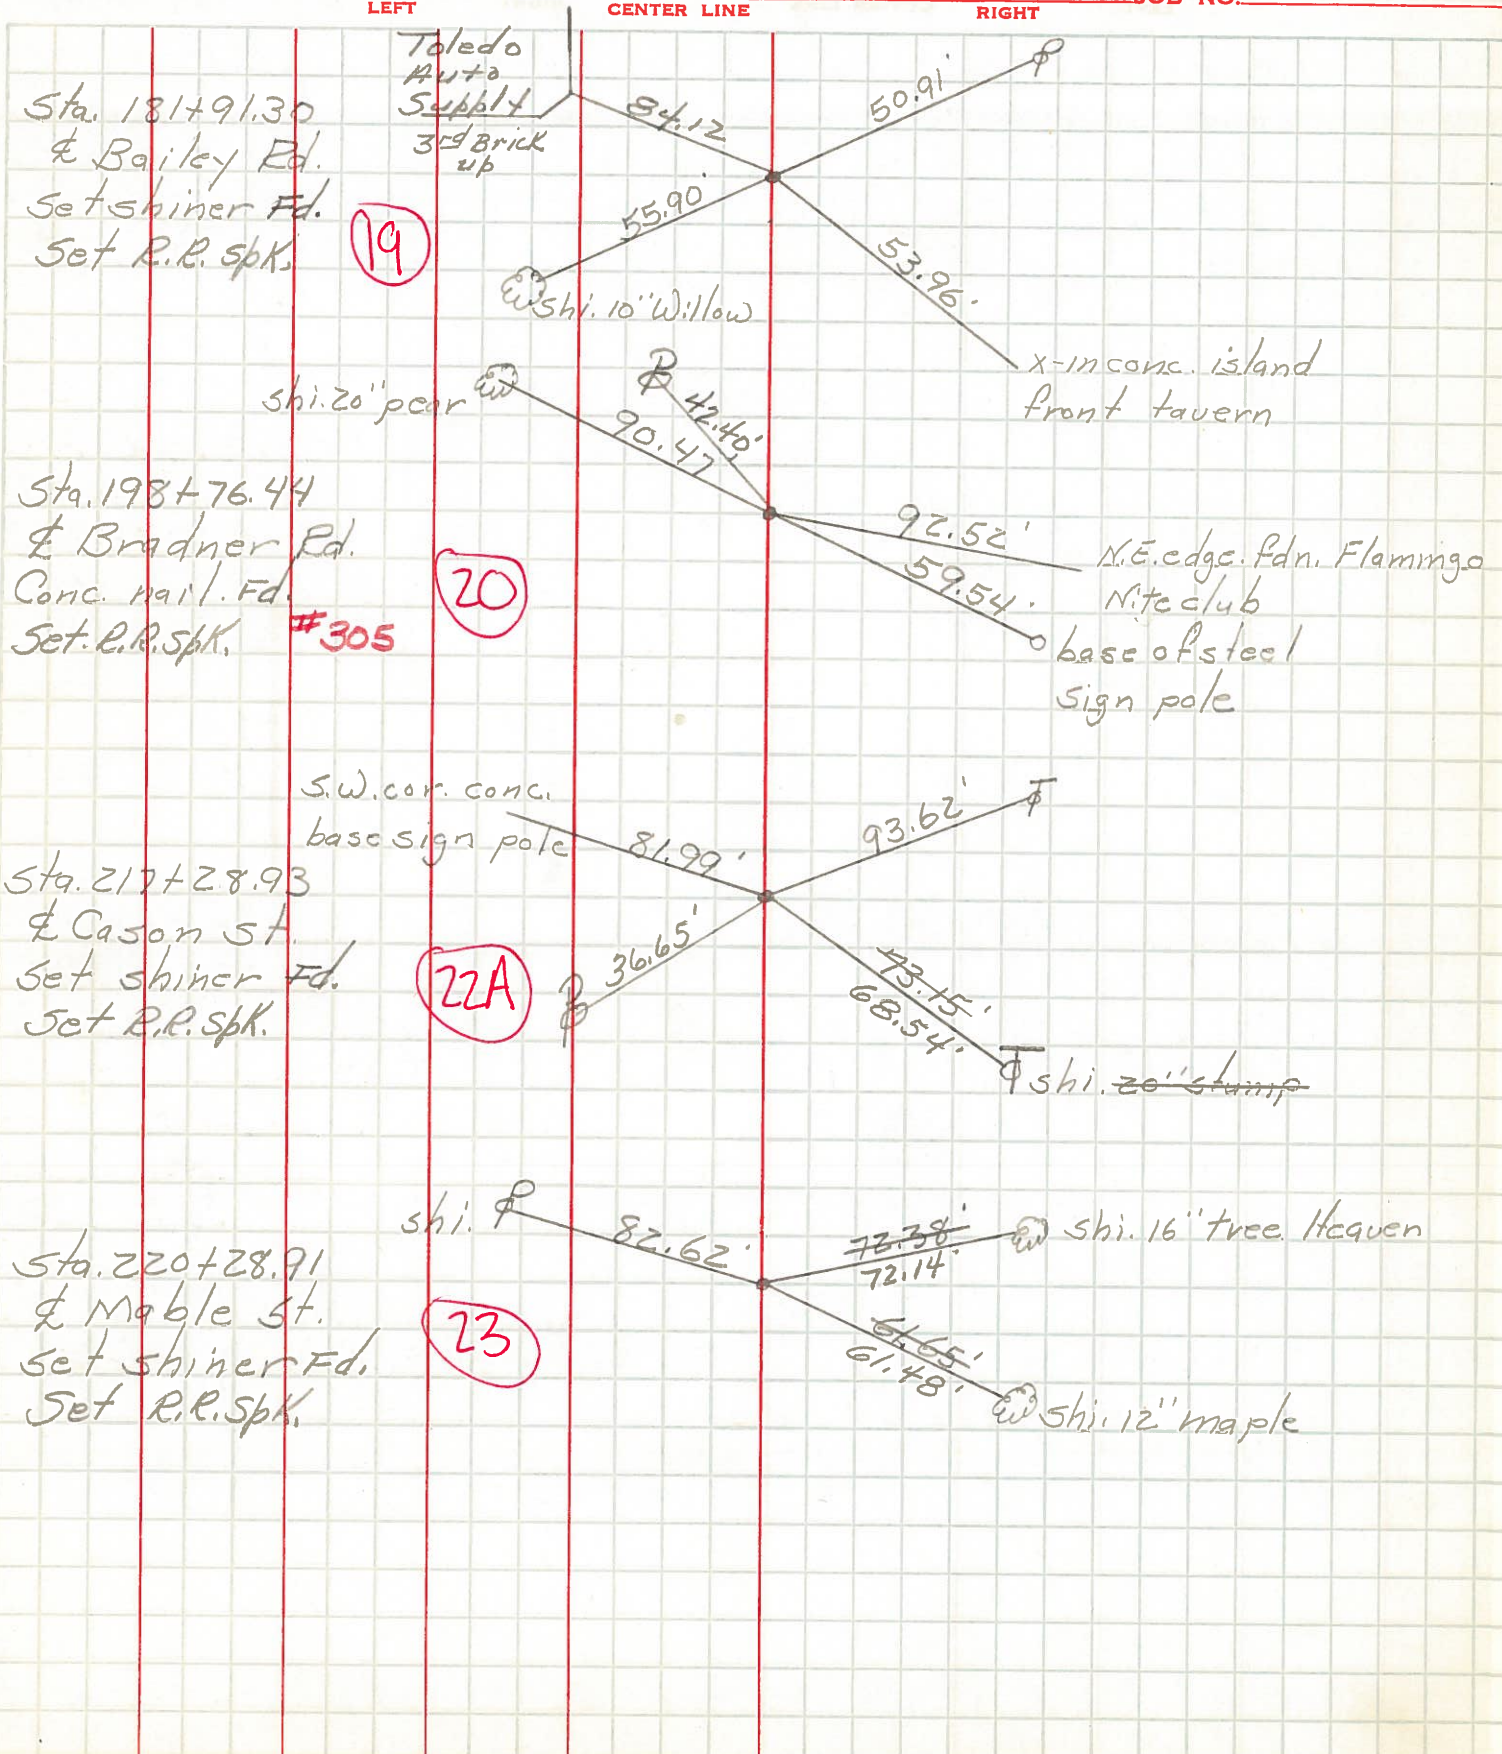 LEFT
CENTER LINE
RIGHT
JOB NO.
Toledo
Auto
Supply
3rd Brick
up
84.12
50.91'
55.90'
53.96'
Sta. 181+91.30
℄ Bailey Rd.
Set shiner Fd.
Set R.R. Spk.
19
Shi. 10" Willow
x-in conc. island
front tavern
shi. 20" pear
42.40'
90.47
92.52'
59.54'
Sta. 198+76.44
℄ Bradner Rd.
Conc. nail. Fd.
Set. R.R. Spk.
#305
20
N.E. edge. fdn. Flamingo
Nite club
base of steel
sign pole
S.W. cor. conc.
base sign pole
81.99'
93.62'
36.65'
73.15'
68.54'
Sta. 217+28.93
℄ Cason St.
Set shiner Fd.
Set R.R. Spk.
22A
shi. 20" stump
shi.
82.62'
72.38'
72.14'
shi. 16" tree Heaven
61.65'
61.48'
Sta. 220+28.91
℄ Mable St.
set shiner Fd.
Set R.R. Spk.
23
shi. 12" maple